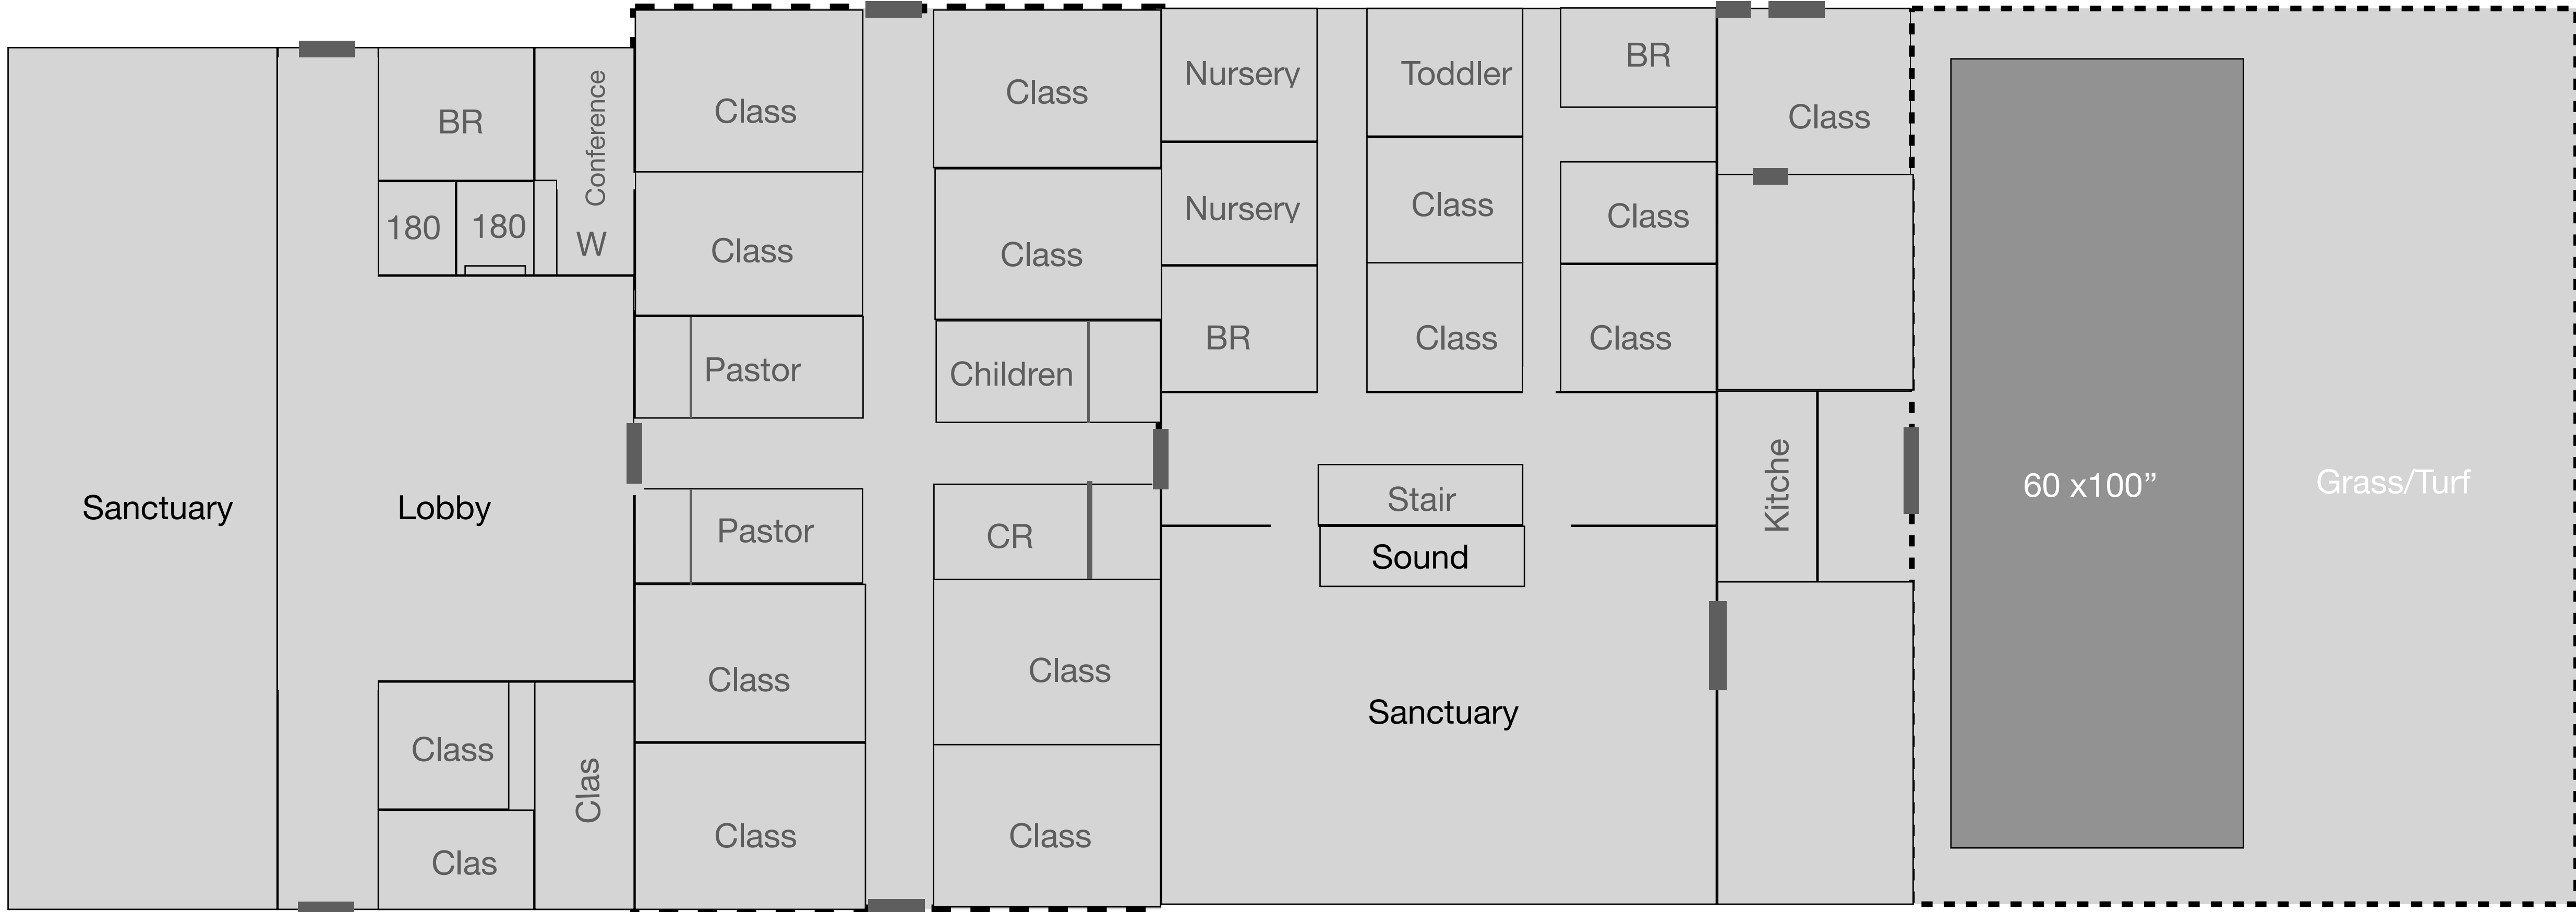 BR
Conference
180
180
W
Sanctuary
Lobby
Class
Clas
Clas
Class
Class
Pastor
Pastor
Class
Class
Class
Class
Children
CR
Class
Class
Nursery
Nursery
BR
Toddler
Class
Class
BR
Class
Class
Stair
Sound
Sanctuary
Class
Kitche
60 x100”
Grass/Turf